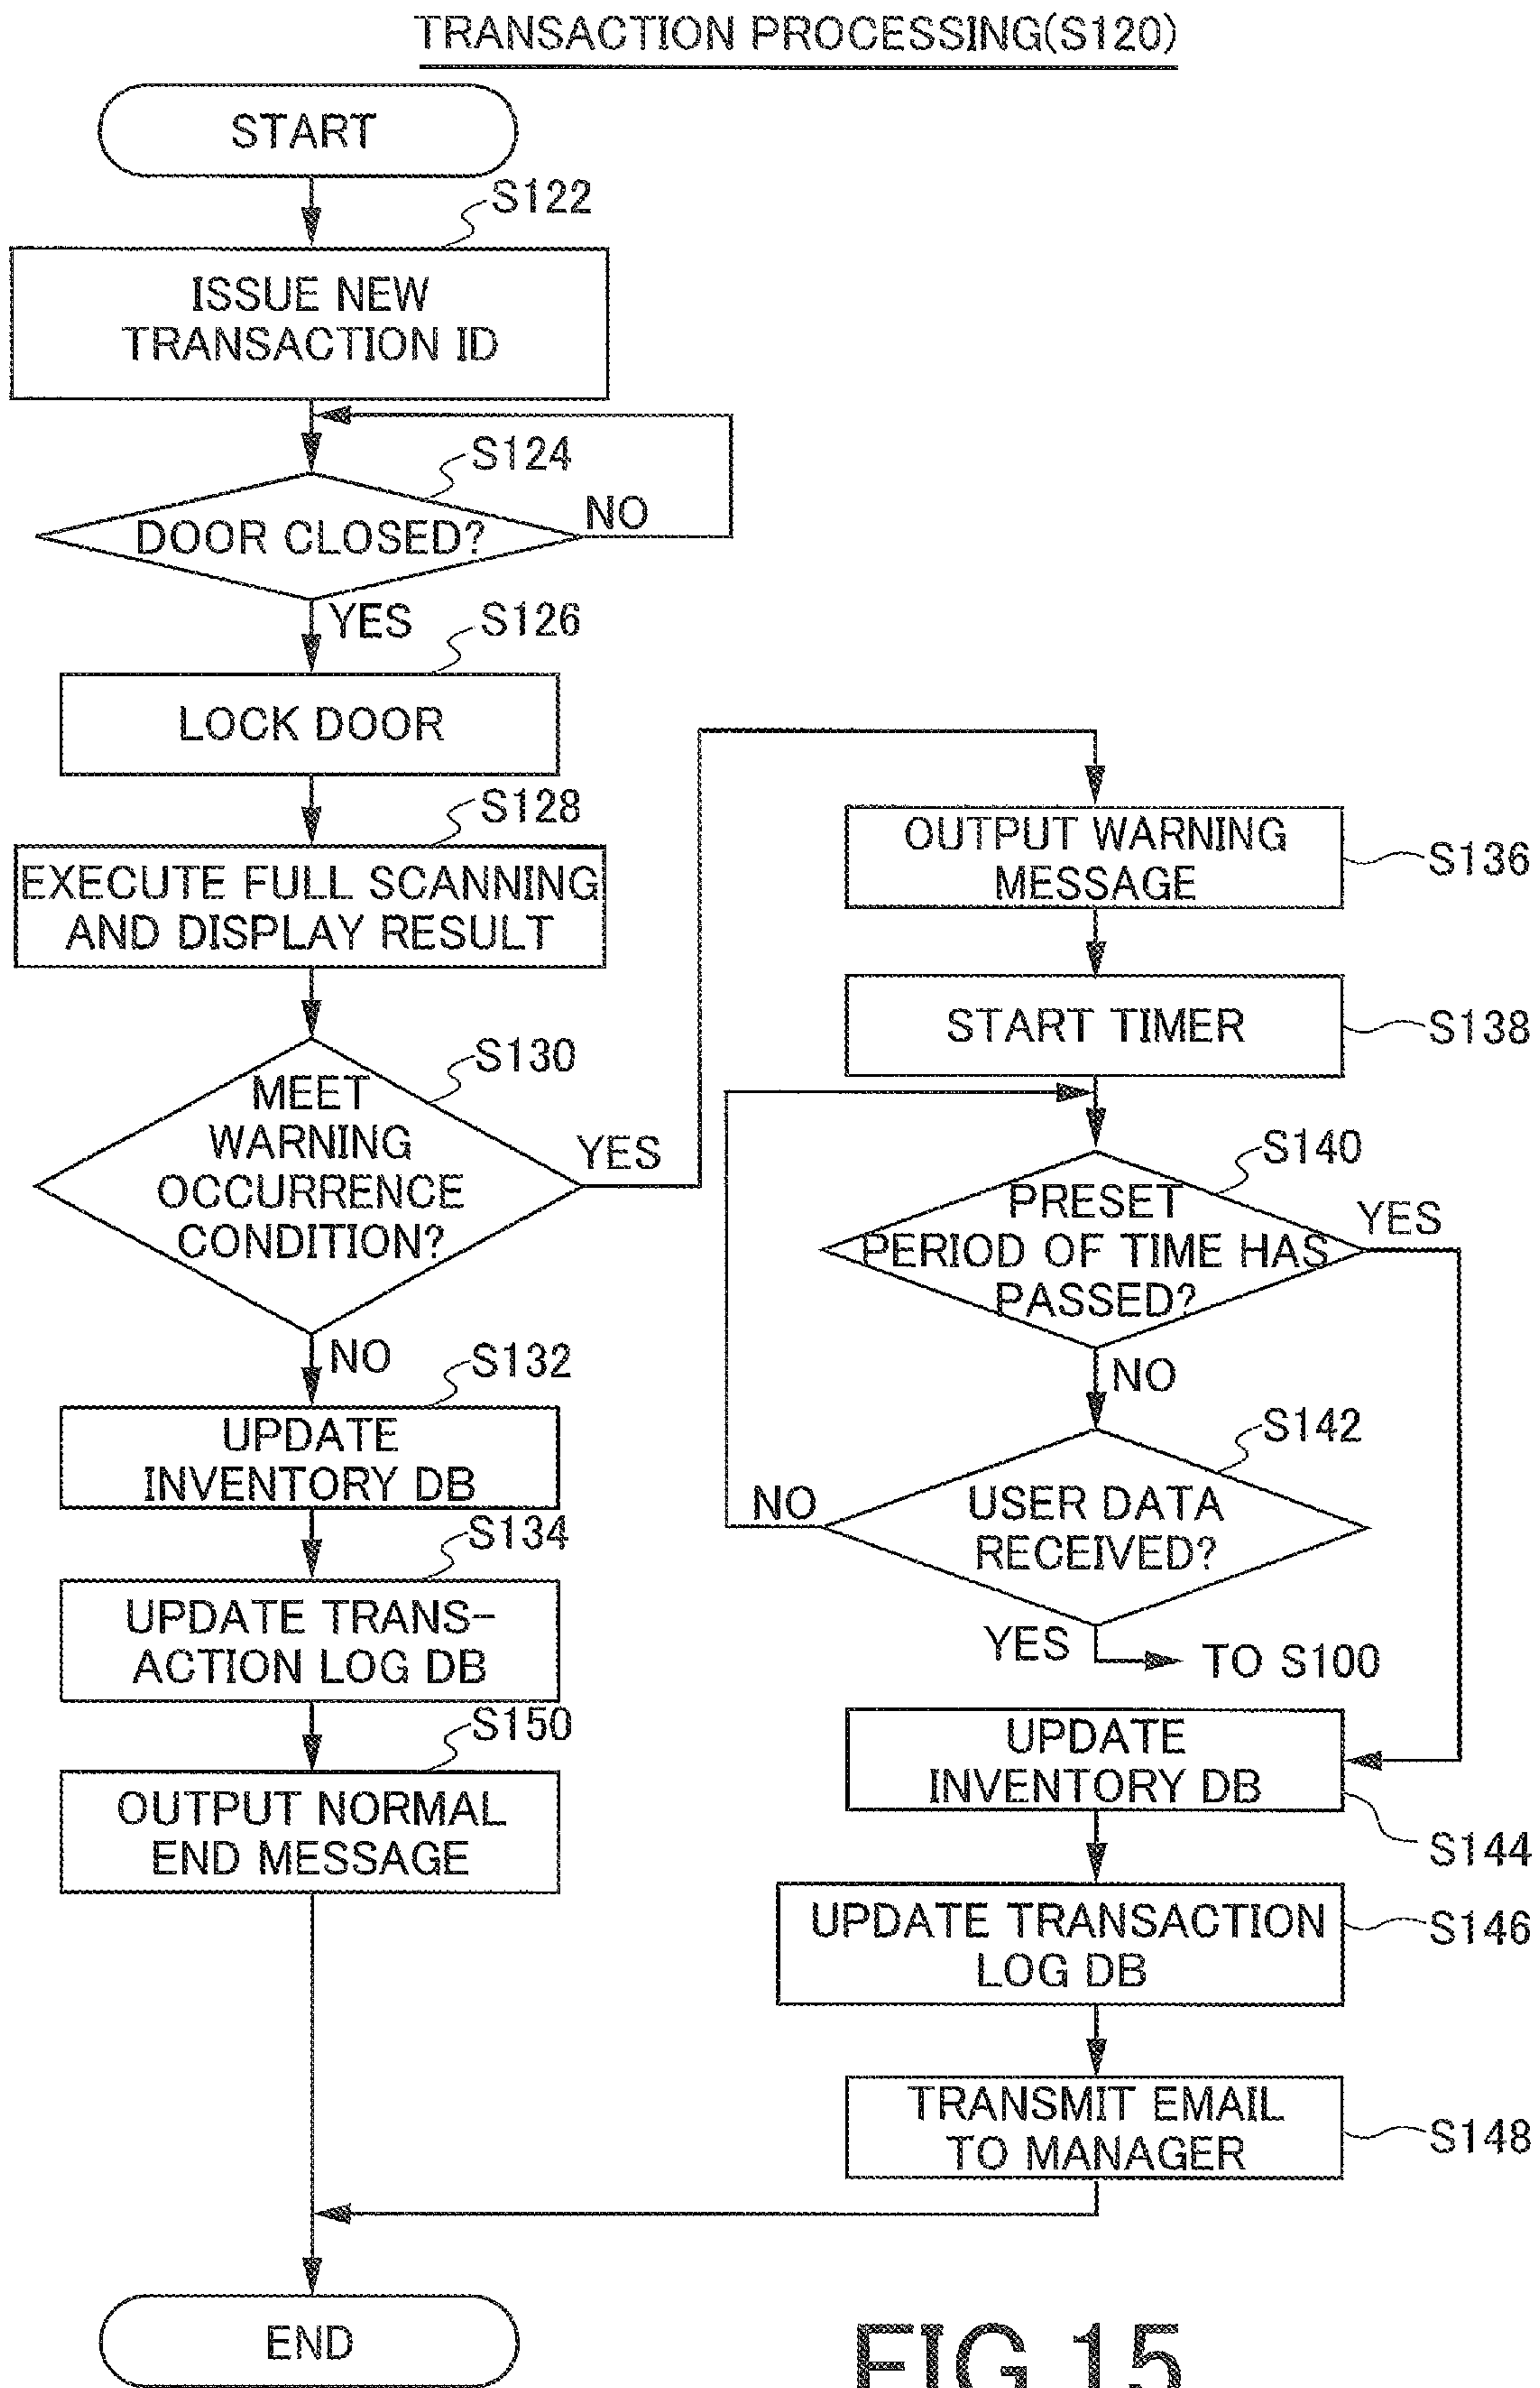 TRANSACTION PROCESSING(S120)
START
S122
ISSUE NEW
TRANSACTION ID
S124
DOOR CLOSED?
NO
YES
S126
LOCK DOOR
S128
EXECUTE FULL SCANNING
AND DISPLAY RESULT
S130
MEET
WARNING
OCCURRENCE
CONDITION?
YES
NO
S132
UPDATE
INVENTORY DB
S134
UPDATE TRANS-
ACTION LOG DB
S150
OUTPUT NORMAL
END MESSAGE
OUTPUT WARNING
MESSAGE
S136
START TIMER
S138
S140
PRESET
PERIOD OF TIME HAS
PASSED?
YES
NO
S142
USER DATA
RECEIVED?
NO
YES
TO S100
UPDATE
INVENTORY DB
S144
UPDATE TRANSACTION
LOG DB
S146
TRANSMIT EMAIL
TO MANAGER
S148
END
FIG.15